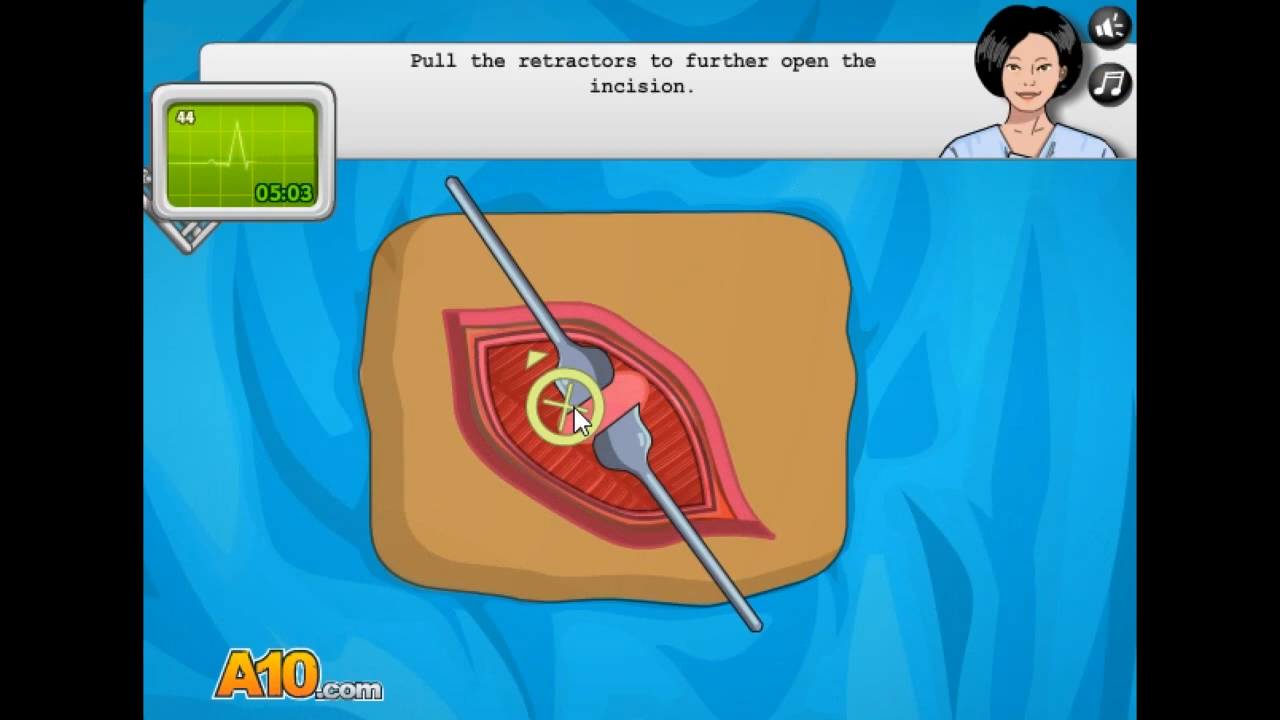 Pull the retractors to further open the
incision.
44
05:03
A10.com